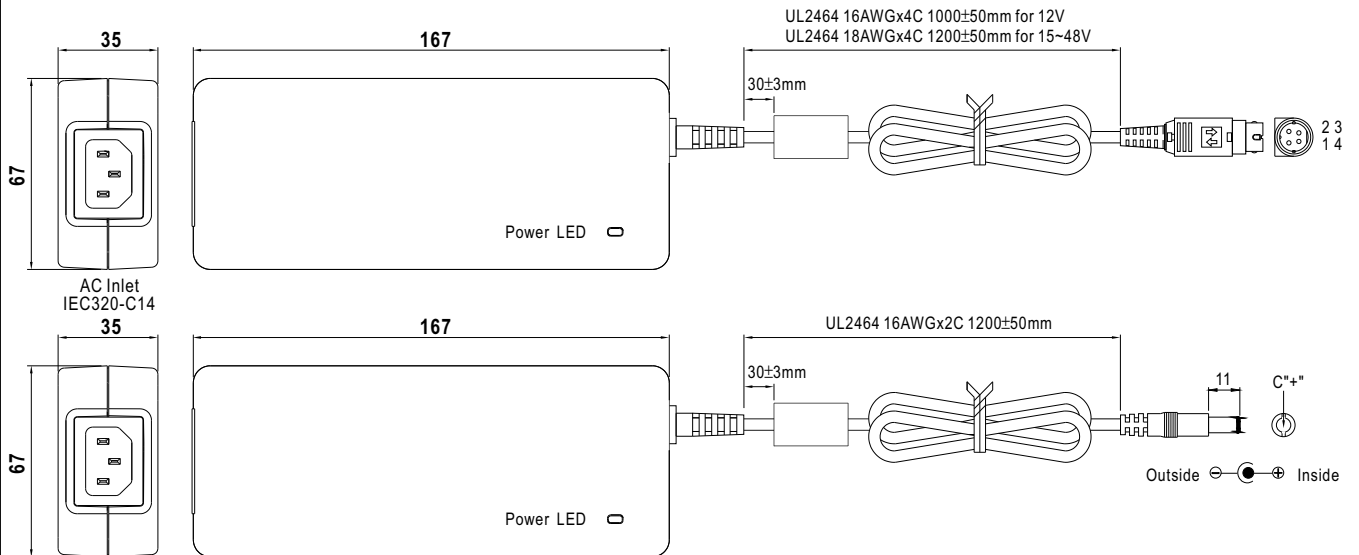 UL2464 16AWGx4C 1000±50mm for 12V
UL2464 18AWGx4C 1200±50mm for 15~48V
35
167
30±3mm
67
2 3
1 4
Power LED
AC Inlet
IEC320-C14
35
167
UL2464 16AWGx2C 1200±50mm
30±3mm
11
C"+"
67
Outside
Inside
Power LED